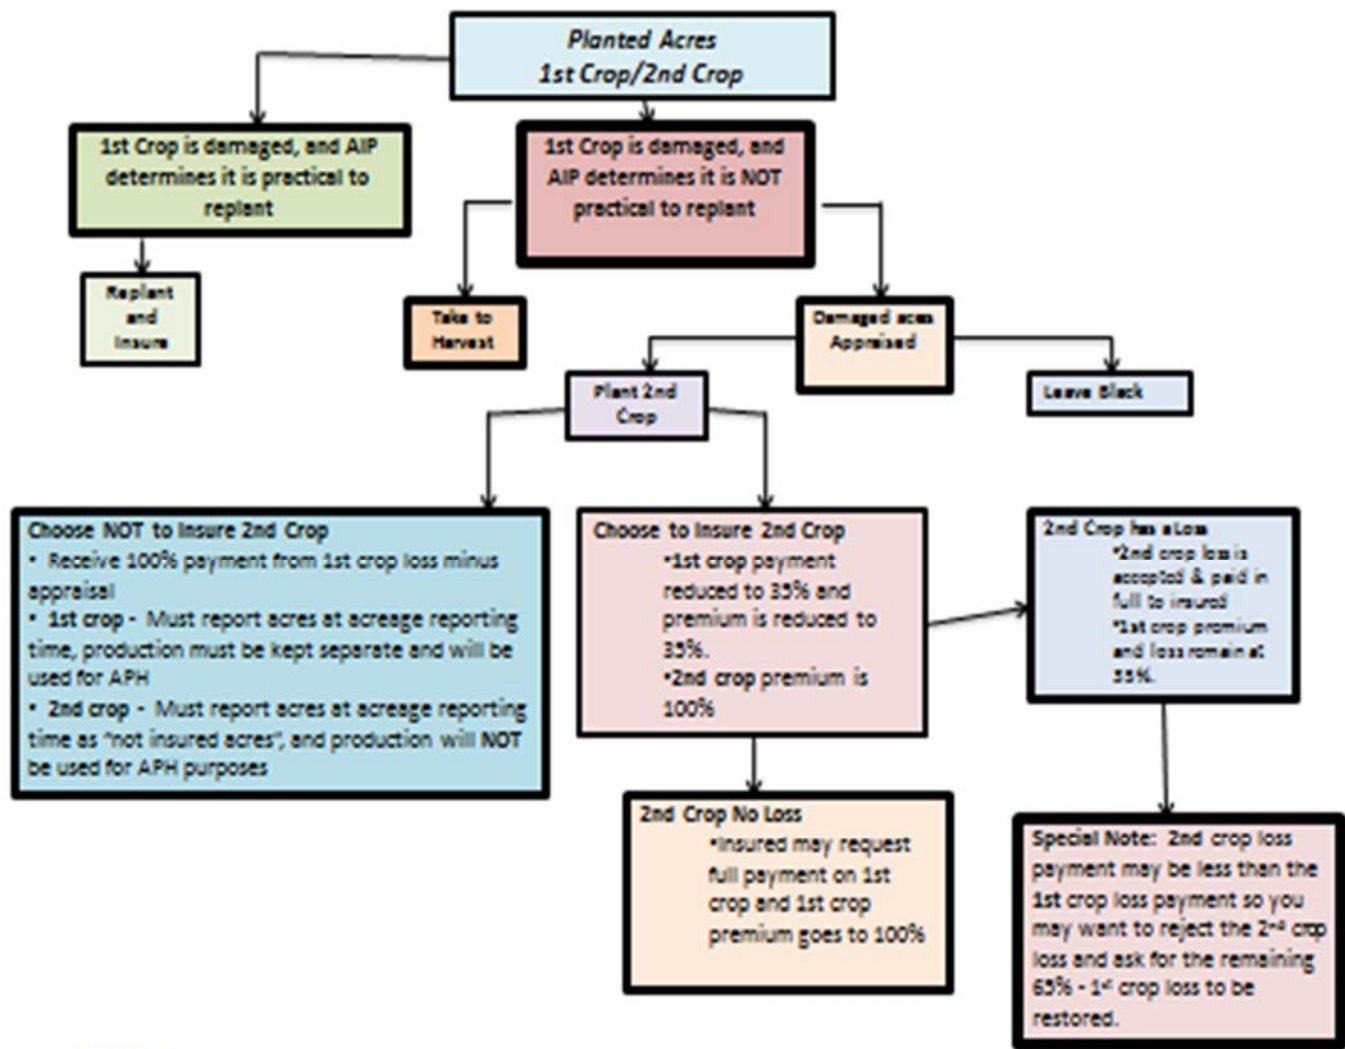 Planted Acres
1st Crop/2nd Crop
1st Crop is damaged, and AIP
determines it is practical to
replant
1st Crop is damaged, and
AIP determines it is NOT
practical to replant
Replant
and
Insure
Take to
Harvest
Damaged aces
Appraised
Plant 2nd
Crop
Leave Black
Choose NOT to Insure 2nd Crop
• Receive 100% payment from 1st crop loss minus
appraisal
• 1st crop - Must report acres at acreage reporting
time, production must be kept separate and will be
used for APH
• 2nd crop - Must report acres at acreage reporting
time as "not insured acres", and production will NOT
be used for APH purposes
Choose to Insure 2nd Crop
•1st crop payment
reduced to 35% and
premium is reduced to
35%.
•2nd crop premium is
100%
2nd Crop has a Loss
•2nd crop loss is
accepted & paid in
full to insured
•1st crop premium
and loss remain at
35%.
2nd Crop No Loss
•Insured may request
full payment on 1st
crop and 1st crop
premium goes to 100%
Special Note: 2nd crop loss
payment may be less than the
1st crop loss payment so you
may want to reject the 2nd crop
loss and ask for the remaining
65% - 1st crop loss to be
restored.